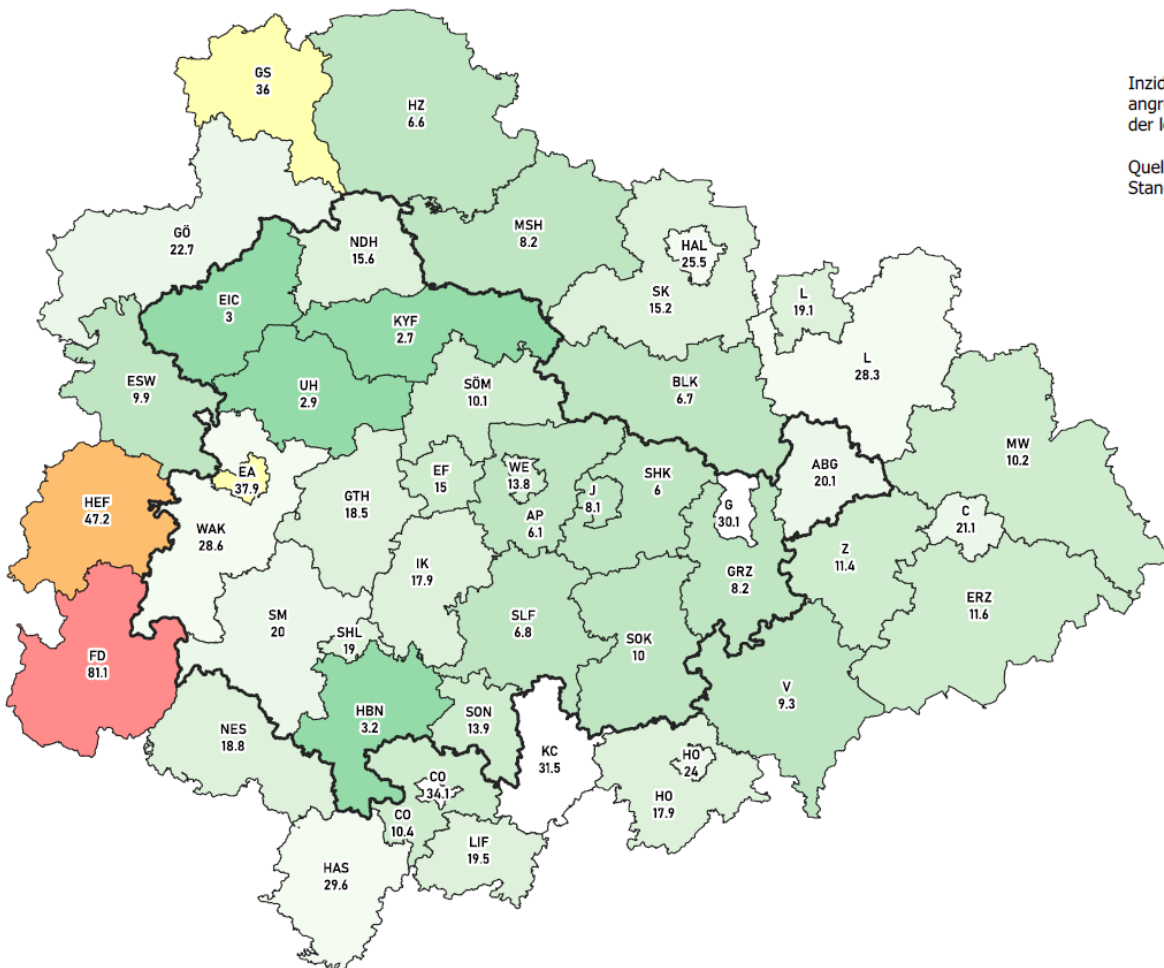 GS
36
HZ
6.6
Inzid
angr
der l
Quel
Stan
MSH
8.2
GÖ
22.7
NDH
15.6
HAL
25.5
SK
15.2
L
19.1
EIC
3
KYF
2.7
L
28.3
ESW
9.9
UH
2.9
SÖM
10.1
BLK
6.7
MW
10.2
HEF
47.2
EA
37.9
GTH
18.5
EF
15
WE
13.8
J
8.1
SHK
6
G
30.1
ABG
20.1
C
21.1
WAK
28.6
AP
6.1
Z
11.4
IK
17.9
GRZ
8.2
ERZ
11.6
SM
20
SHL
19
SLF
6.8
SOK
10
FD
81.1
V
9.3
NES
18.8
HBN
3.2
SON
13.9
KC
31.5
HO
24
CO
34.1
HO
17.9
CO
10.4
LIF
19.5
HAS
29.6